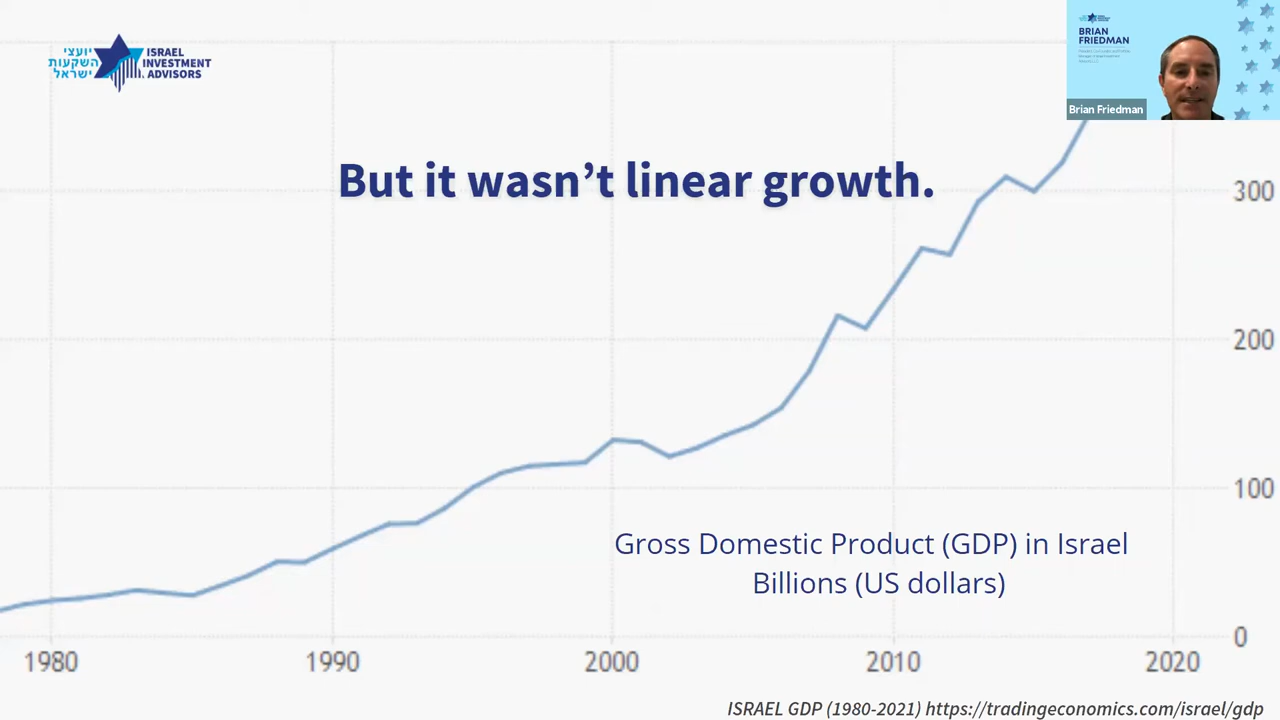 יועצי
השקעות
ישראל
ISRAEL
INVESTMENT
ADVISORS
BRIAN
FRIEDMAN
Brian Friedman
But it wasn’t linear growth.
300
200
100
0
Gross Domestic Product (GDP) in Israel
Billions (US dollars)
1980 1990 2000 2010 2020
ISRAEL GDP (1980-2021) https://tradingeconomics.com/israel/gdp